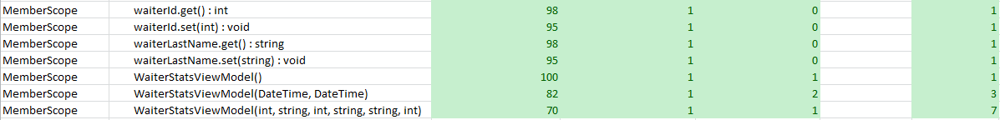 MemberScope waiterId.get() : int 98 1 0 1
MemberScope waiterId.set(int) : void 95 1 0 1
MemberScope waiterLastName.get() : string 98 1 0 1
MemberScope waiterLastName.set(string) : void 95 1 0 1
MemberScope WaiterStatsViewModel() 100 1 1 1
MemberScope WaiterStatsViewModel(DateTime, DateTime) 82 1 2 3
MemberScope WaiterStatsViewModel(int, string, int, string, string, int) 70 1 1 7